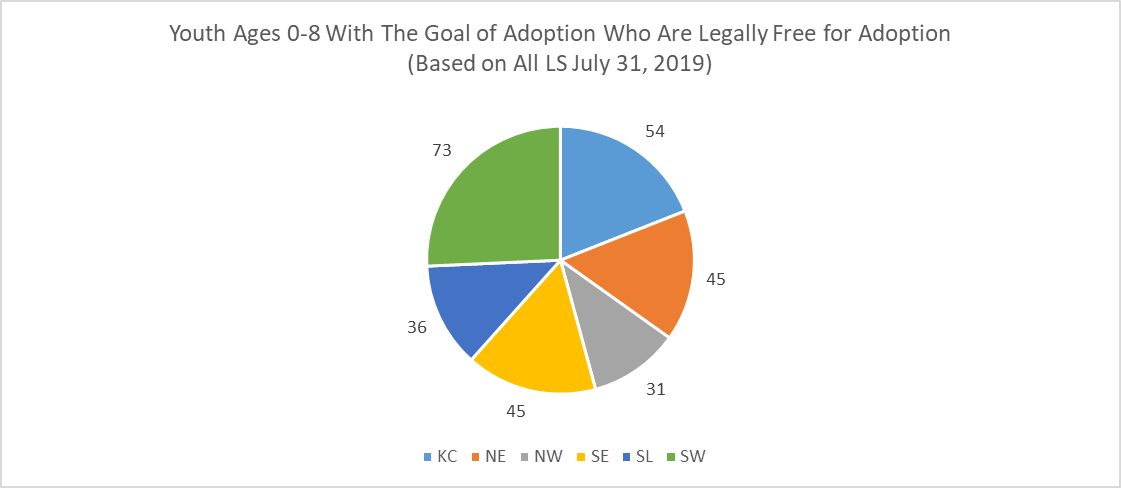 Youth Ages 0-8 With The Goal of Adoption Who Are Legally Free for Adoption
(Based on All LS July 31, 2019)
54
73
45
36
31
45
KC NE NW SE SL SW